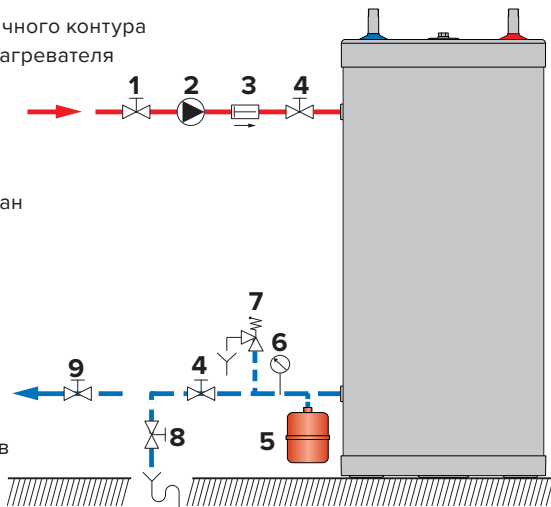 чного контура
агревателя
1 2 3 4
ан
7
6
9 4
8 5
в